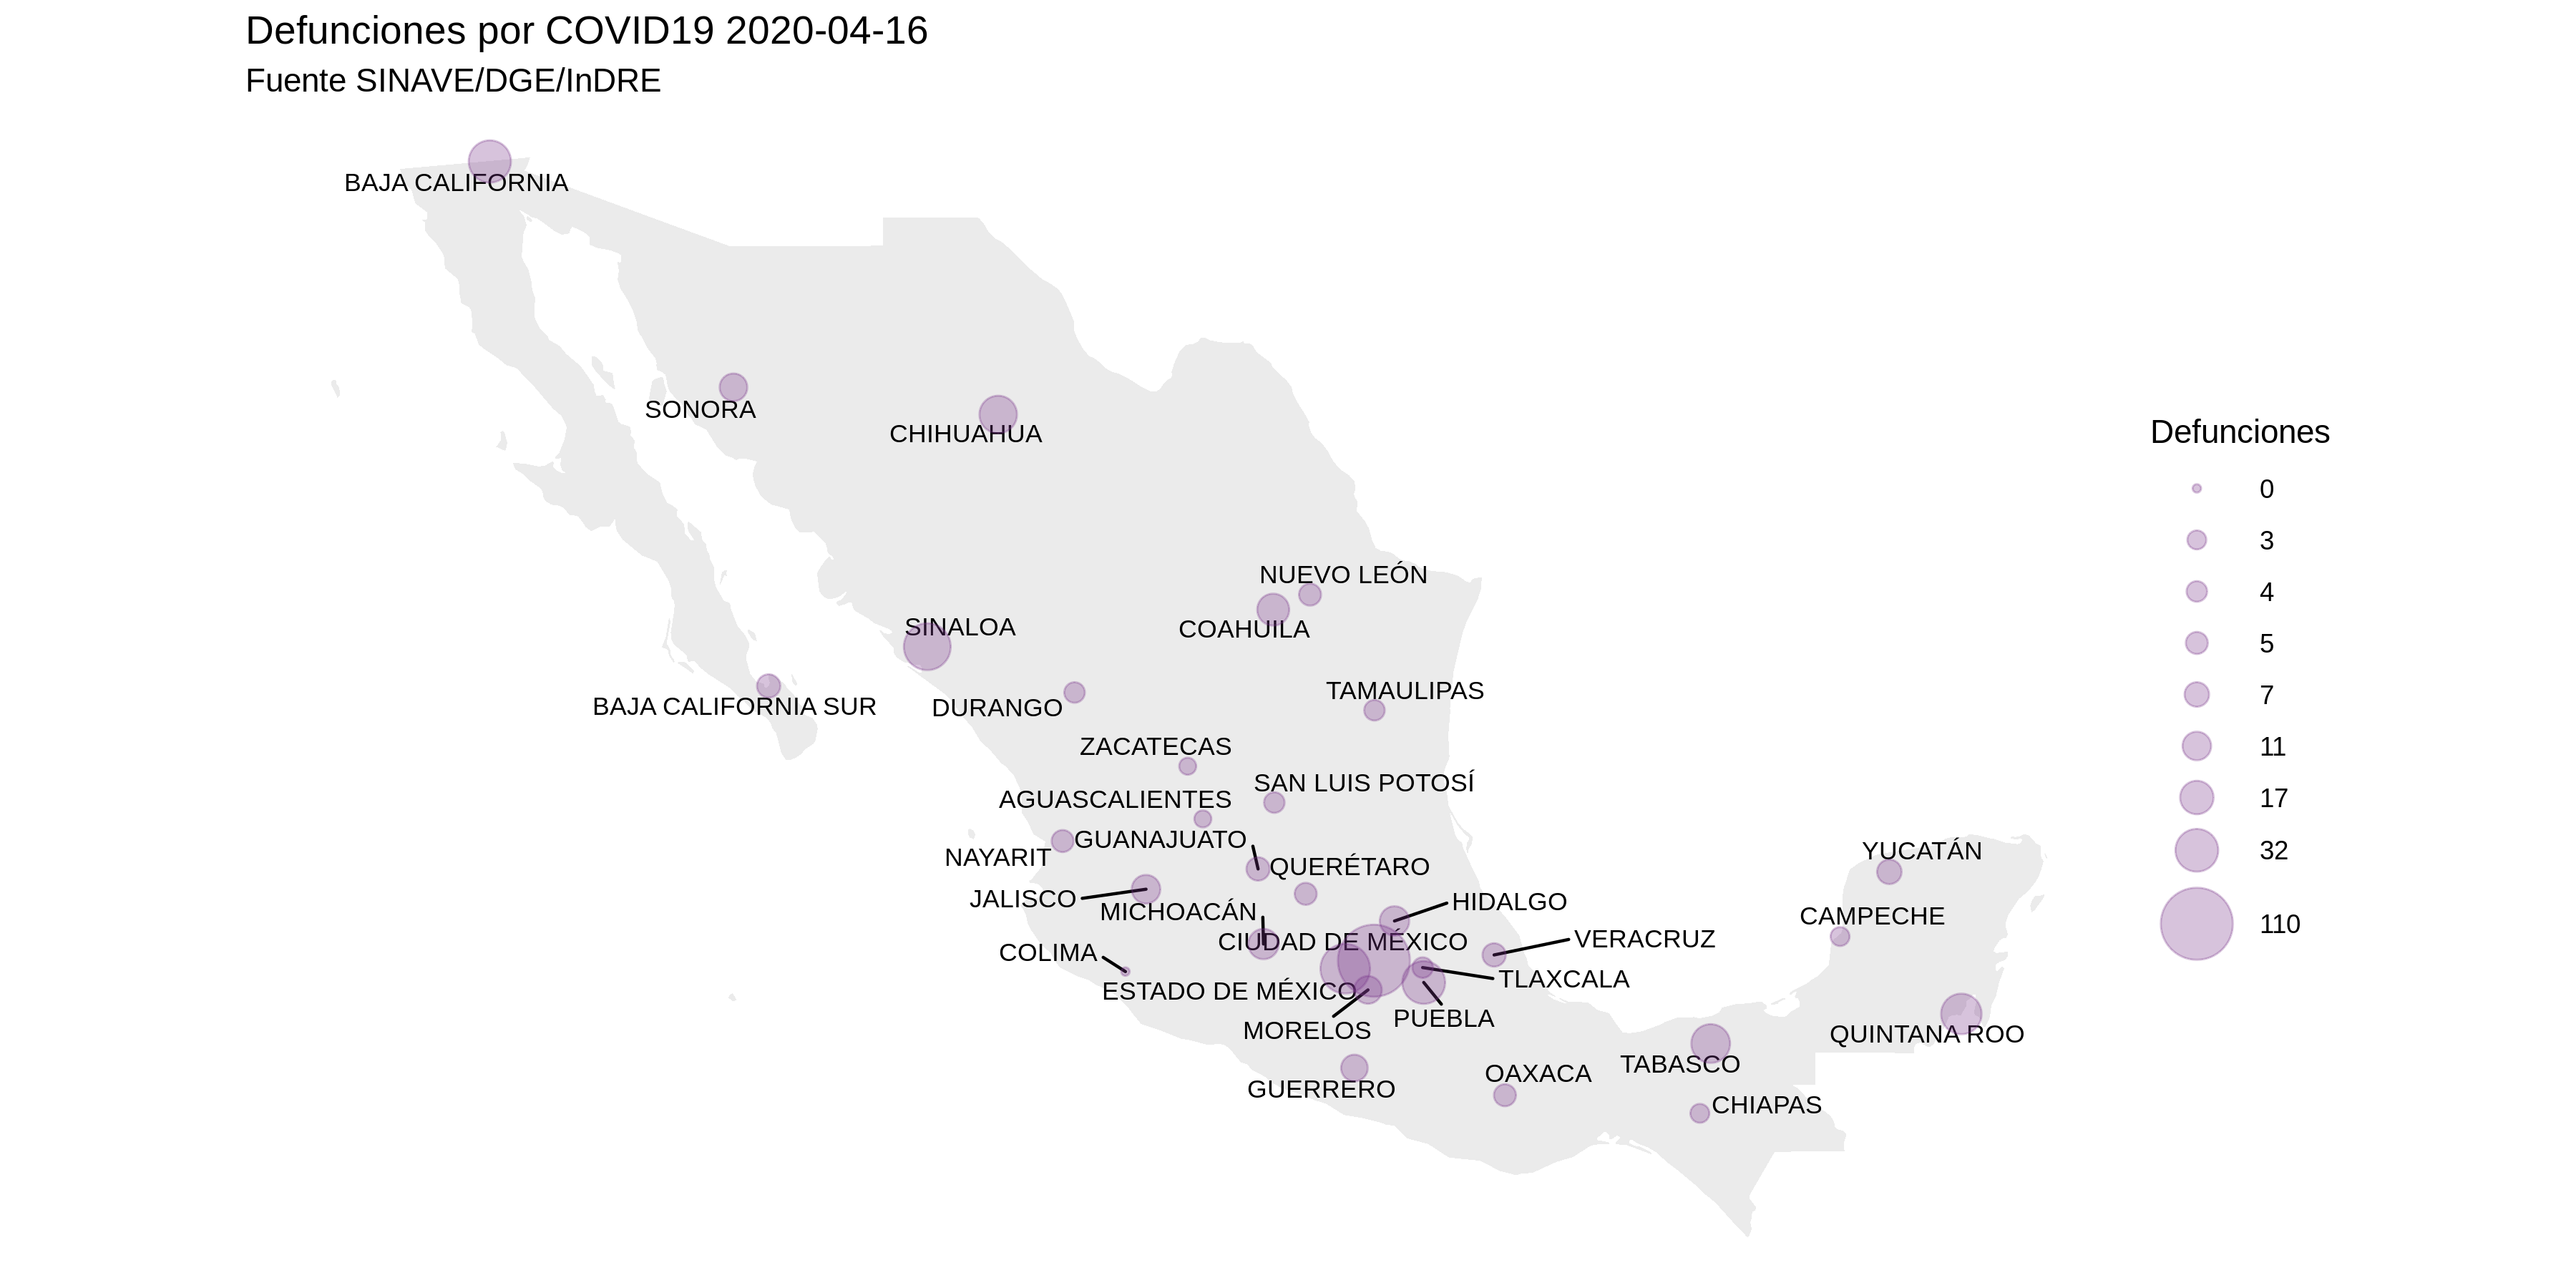 Defunciones por COVID19 2020-04-16
Fuente SINAVE/DGE/InDRE
BAJA CALIFORNIA
SONORA
CHIHUAHUA
NUEVO LEÓN
COAHUILA
SINALOA
BAJA CALIFORNIA SUR
DURANGO
TAMAULIPAS
ZACATECAS
SAN LUIS POTOSÍ
AGUASCALIENTES
GUANAJUATO
NAYARIT
QUERÉTARO
JALISCO
MICHOACÁN
HIDALGO
CIUDAD DE MÉXICO
VERACRUZ
COLIMA
TLAXCALA
ESTADO DE MÉXICO
PUEBLA
MORELOS
GUERRERO
OAXACA
TABASCO
CHIAPAS
YUCATÁN
CAMPECHE
QUINTANA ROO
Defunciones
0
3
4
5
7
11
17
32
110